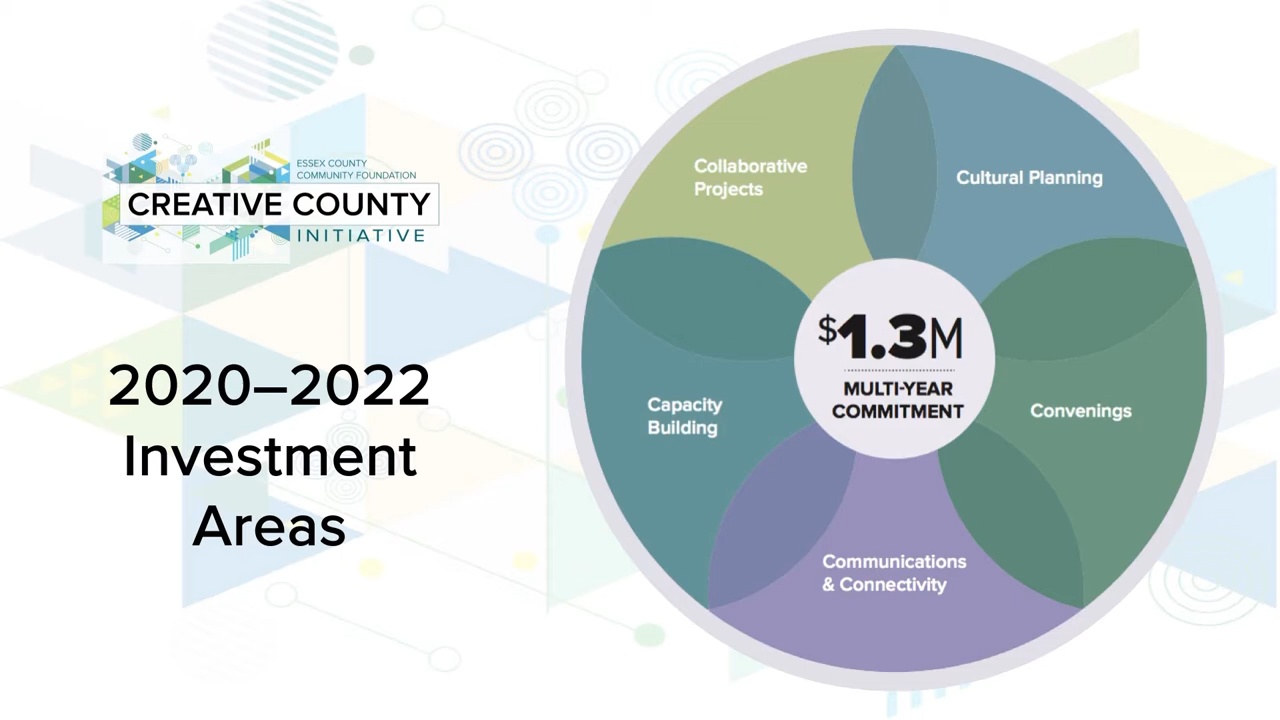 ESSEX COUNTY
COMMUNITY FOUNDATION
CREATIVE COUNTY
INITIATIVE
2020–2022
Investment
Areas
Collaborative
Projects
Cultural Planning
$1.3M
MULTI-YEAR
COMMITMENT
Capacity
Building
Convenings
Communications
& Connectivity